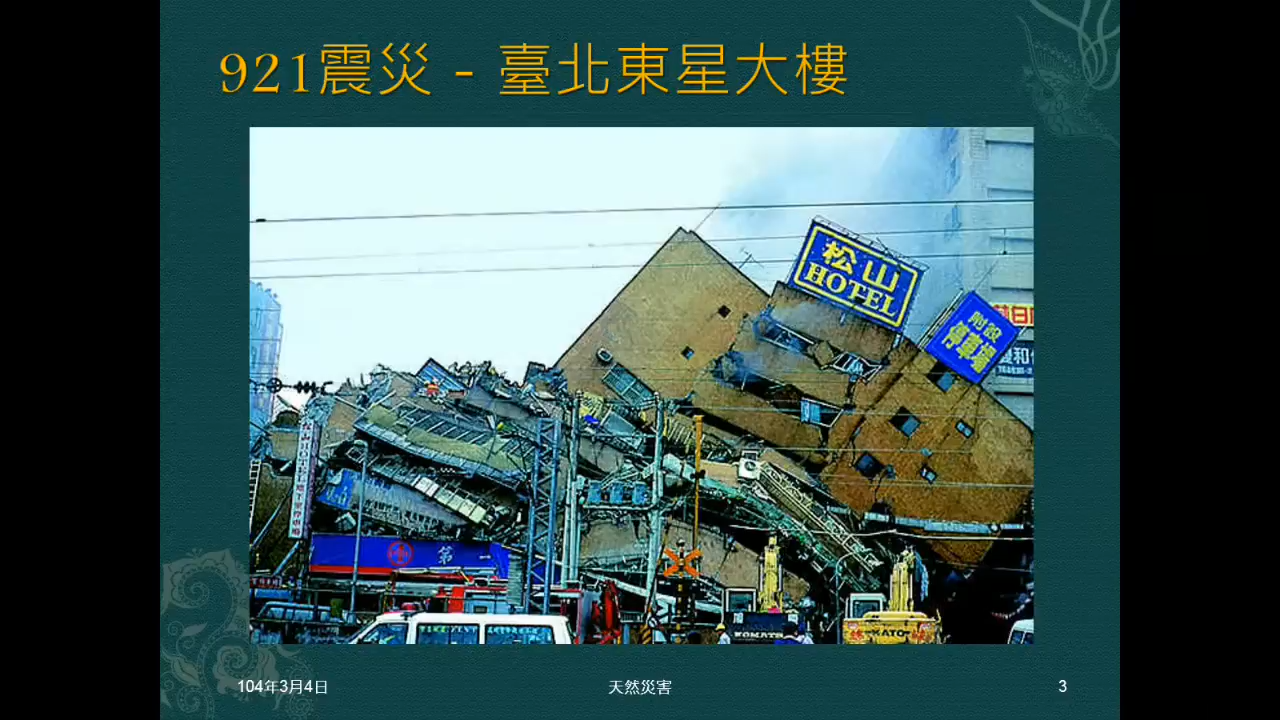 921震災 - 臺北東星大樓
松山
HOTEL
附設
停車場
第一
KOMATSU
KATO
104年3月4日
天然災害
3